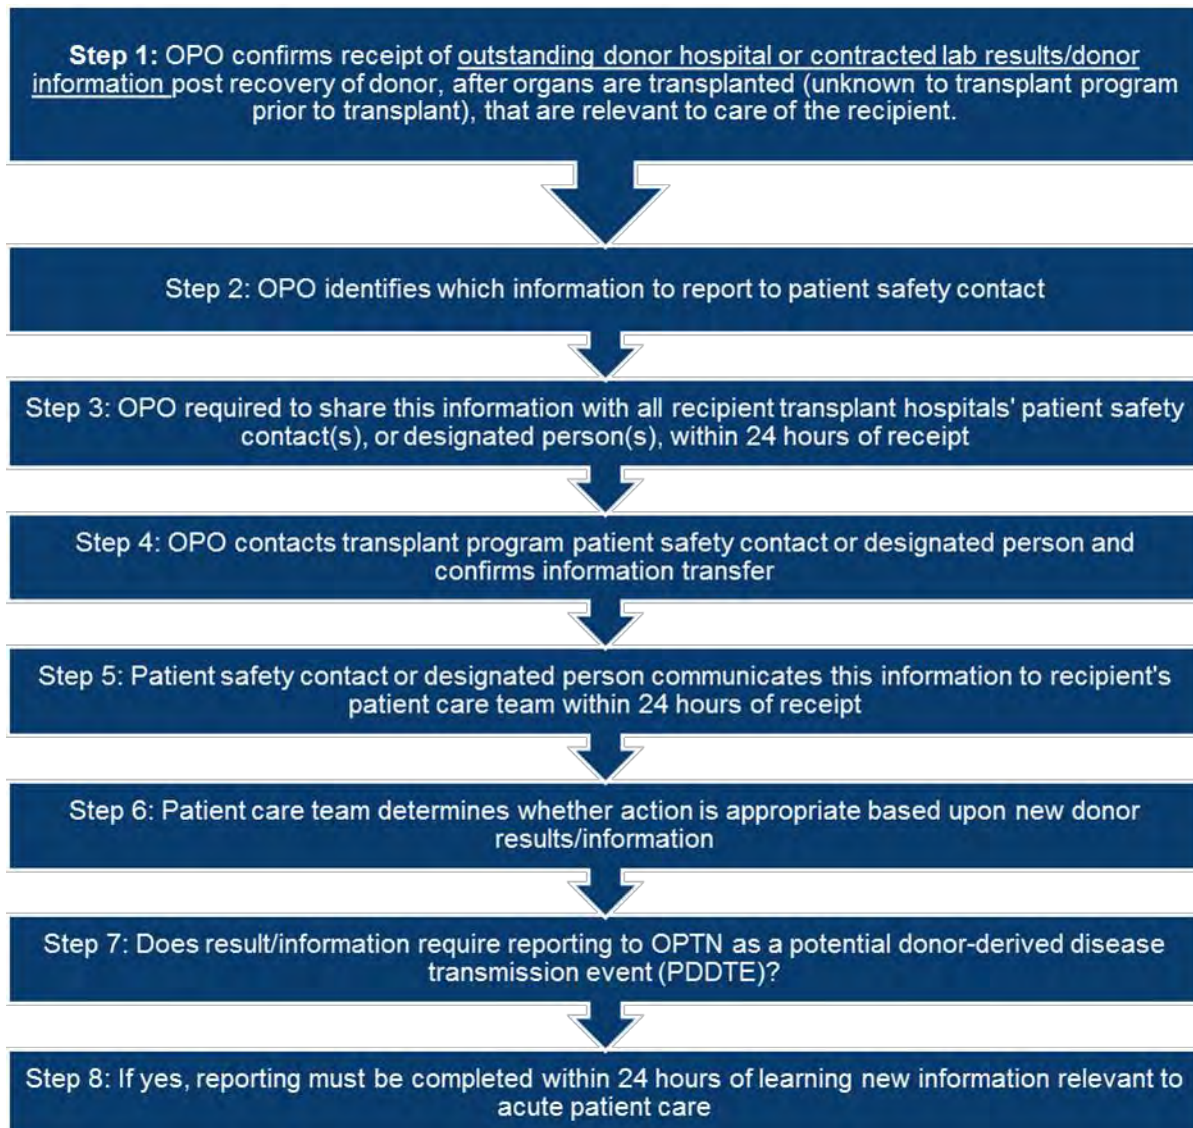 Step 1: OPO confirms receipt of outstanding donor hospital or contracted lab results/donor
information post recovery of donor, after organs are transplanted (unknown to transplant program
prior to transplant), that are relevant to care of the recipient.
Step 2: OPO identifies which information to report to patient safety contact
Step 3: OPO required to share this information with all recipient transplant hospitals' patient safety
contact(s), or designated person(s), within 24 hours of receipt
Step 4: OPO contacts transplant program patient safety contact or designated person and
confirms information transfer
Step 5: Patient safety contact or designated person communicates this information to recipient's
patient care team within 24 hours of receipt
Step 6: Patient care team determines whether action is appropriate based upon new donor
results/information
Step 7: Does result/information require reporting to OPTN as a potential donor-derived disease
transmission event (PDDTE)?
Step 8: If yes, reporting must be completed within 24 hours of learning new information relevant to
acute patient care